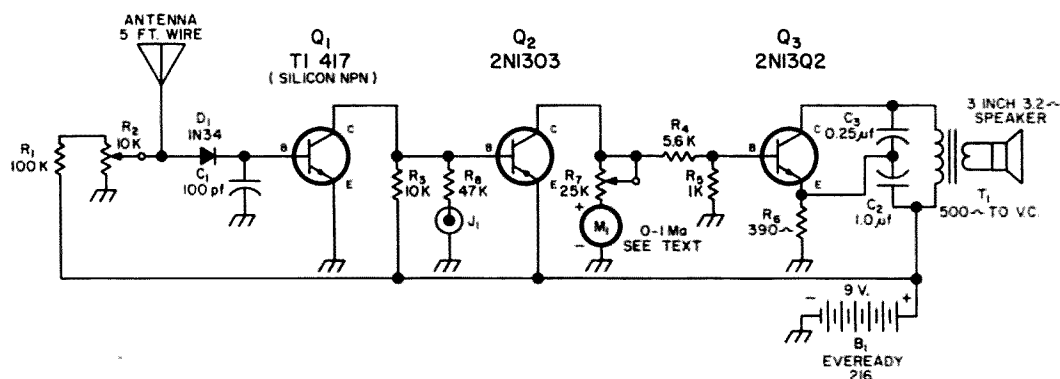 ANTENNA
5 FT. WIRE
Q1
TI 417
( SILICON NPN )
Q2
2N1303
Q3
2N13Q2
R1
100K
R2
10K
D1
1N34
C1
100 pf
B
C
E
R3
10K
R8
47K
J1
B
C
E
R7
25K
+
M1
-
0-1 Ma
SEE TEXT
R4
5.6K
R5
1K
B
C
E
R6
390~
C3
0.25µf
C2
1.0µf
3 INCH 3.2~
SPEAKER
T1
500~ TO V.C.
9 V.
-
+
B1
EVEREADY
216